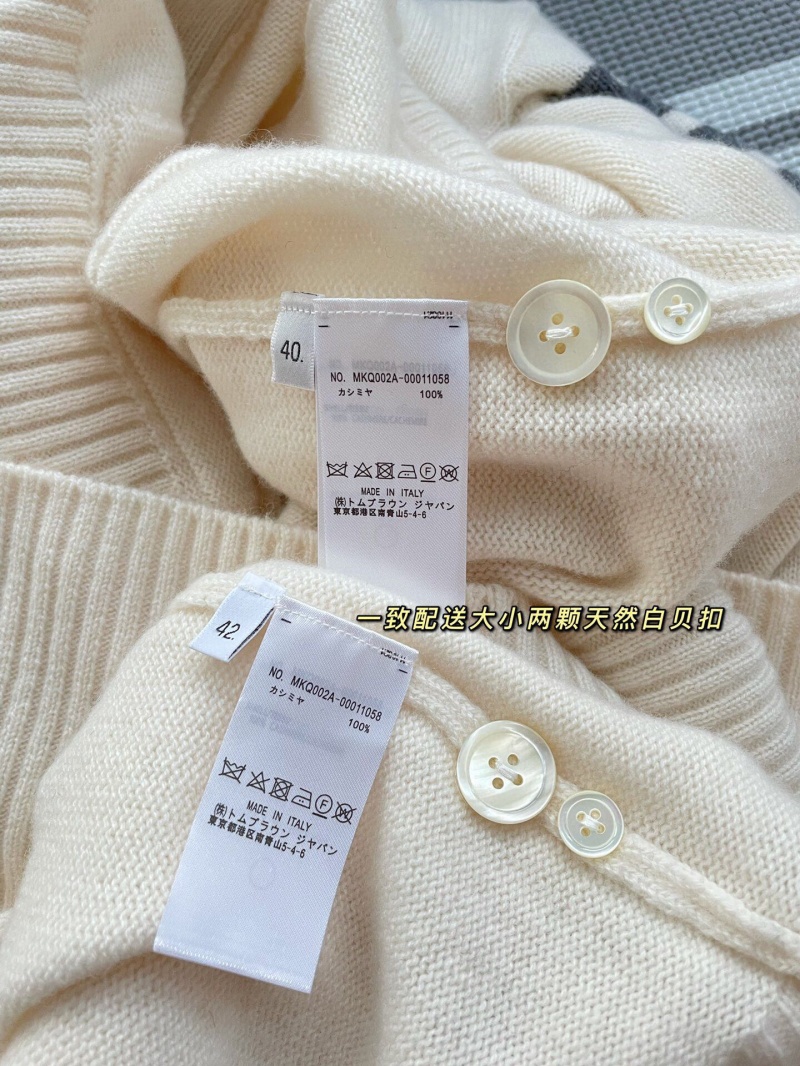 40.
NO. MKQ002A-00011058
カシミヤ 100%
MADE IN ITALY
(株)トムブラウン ジヤパン
東京都港区南青山5-4-6
一致配送大小两颗天然白贝扣
42.
NO. MKQ002A-00011058
カシミヤ 100%
MADE IN ITALY
(株)トムブラウン ジヤパン
東京都港区南青山5-4-6